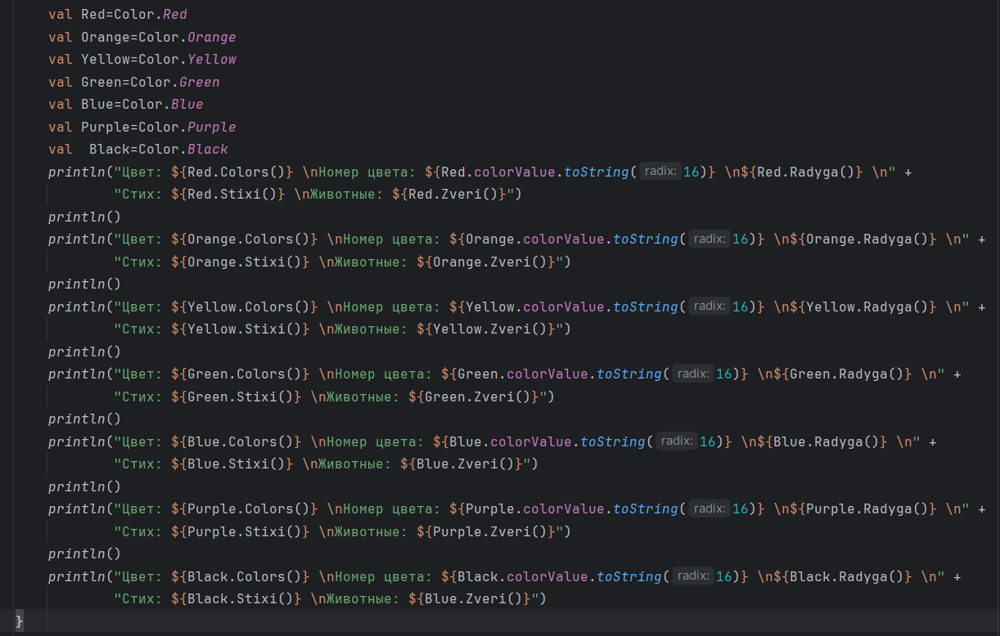 val Red=Color.Red
val Orange=Color.Orange
val Yellow=Color.Yellow
val Green=Color.Green
val Blue=Color.Blue
val Purple=Color.Purple
val  Black=Color.Black
println("Цвет: ${Red.Colors()} \nНомер цвета: ${Red.colorValue.toString( radix: 16)} \n${Red.Radyga()} \n" +
"Стих: ${Red.Stixi()} \nЖивотные: ${Red.Zveri()}")
println()
println("Цвет: ${Orange.Colors()} \nНомер цвета: ${Orange.colorValue.toString( radix: 16)} \n${Orange.Radyga()} \n" +
"Стих: ${Orange.Stixi()} \nЖивотные: ${Orange.Zveri()}")
println()
println("Цвет: ${Yellow.Colors()} \nНомер цвета: ${Yellow.colorValue.toString( radix: 16)} \n${Yellow.Radyga()} \n" +
"Стих: ${Yellow.Stixi()} \nЖивотные: ${Yellow.Zveri()}")
println()
println("Цвет: ${Green.Colors()} \nНомер цвета: ${Green.colorValue.toString( radix: 16)} \n${Green.Radyga()} \n" +
"Стих: ${Green.Stixi()} \nЖивотные: ${Green.Zveri()}")
println()
println("Цвет: ${Blue.Colors()} \nНомер цвета: ${Blue.colorValue.toString( radix: 16)} \n${Blue.Radyga()} \n" +
"Стих: ${Blue.Stixi()} \nЖивотные: ${Blue.Zveri()}")
println()
println("Цвет: ${Purple.Colors()} \nНомер цвета: ${Purple.colorValue.toString( radix: 16)} \n${Purple.Radyga()} \n" +
"Стих: ${Purple.Stixi()} \nЖивотные: ${Purple.Zveri()}")
println()
println("Цвет: ${Black.Colors()} \nНомер цвета: ${Black.colorValue.toString( radix: 16)} \n${Black.Radyga()} \n" +
"Стих: ${Black.Stixi()} \nЖивотные: ${Blue.Zveri()}")
}